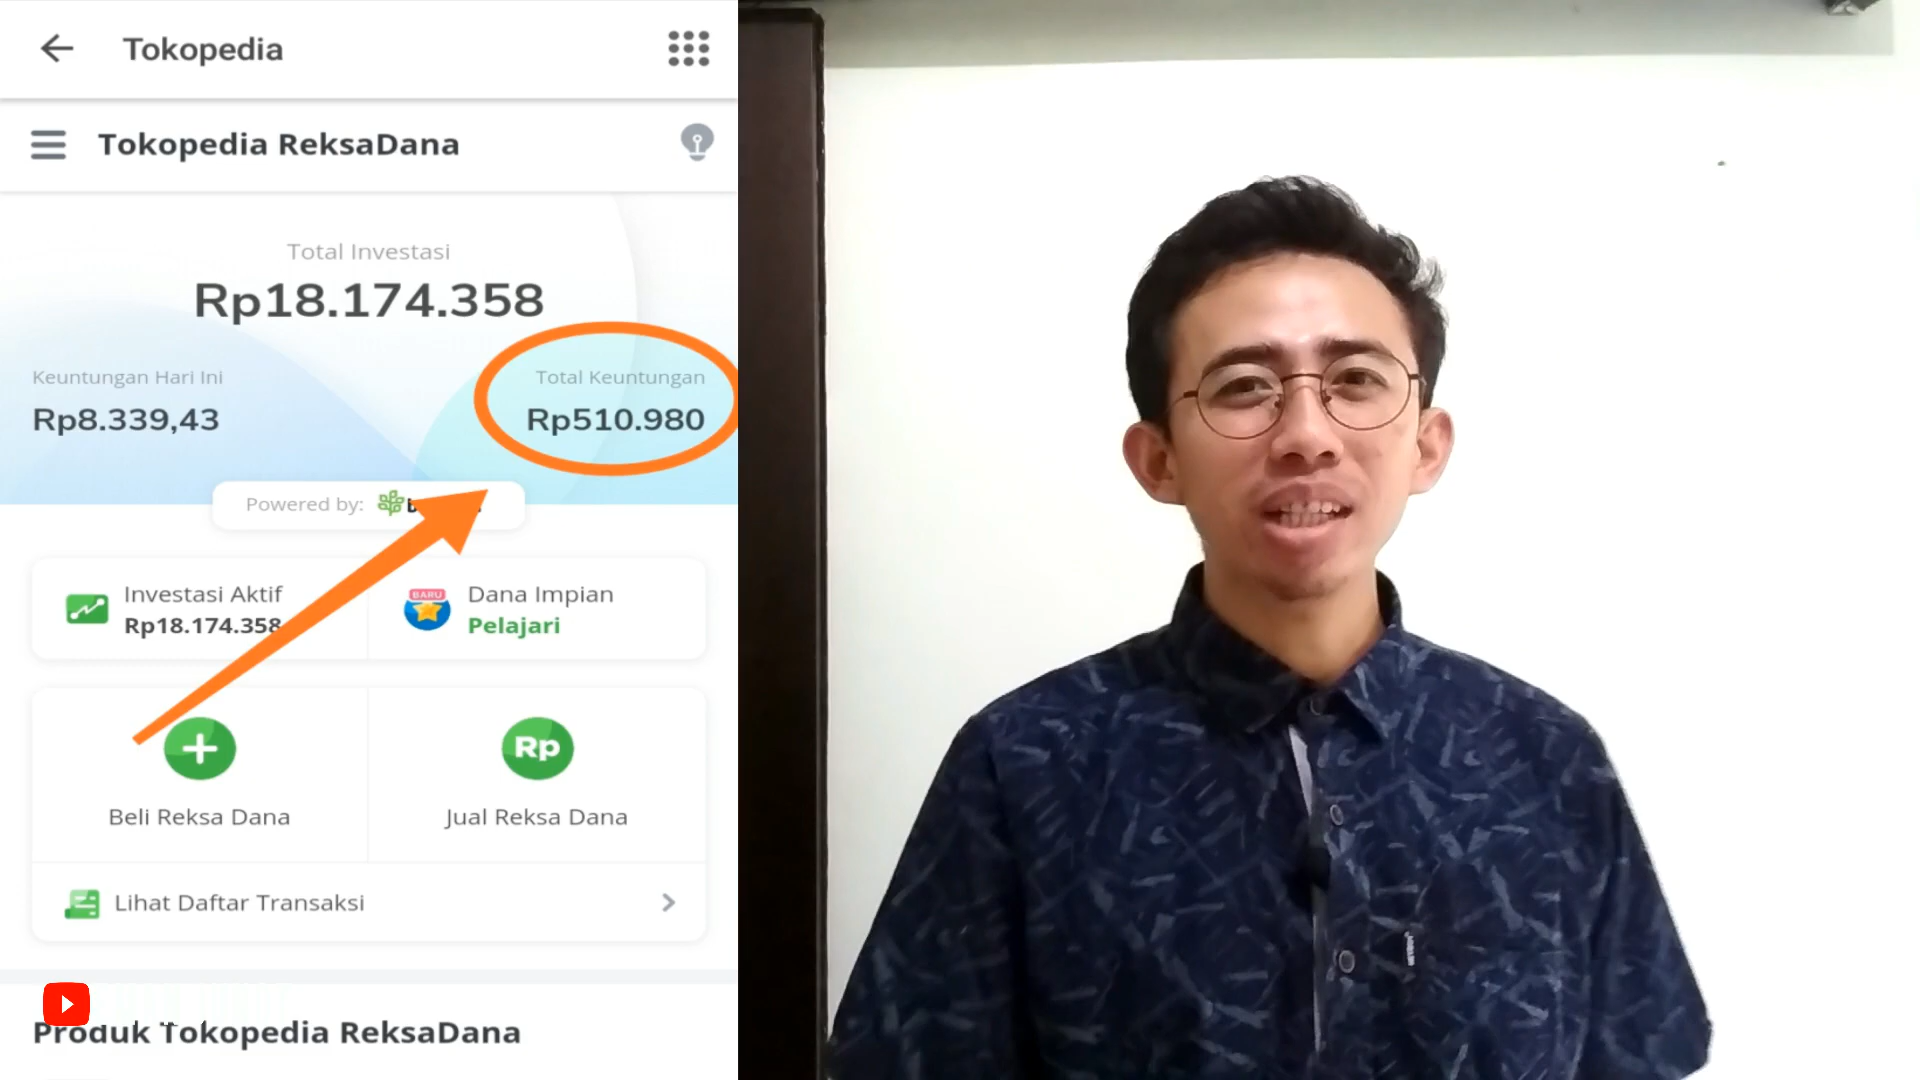 Tokopedia
Tokopedia ReksaDana
Total Investasi
Rp18.174.358
Keuntungan Hari Ini
Total Keuntungan
Rp8.339,43
Rp510.980
Powered by:
Investasi Aktif
Rp18.174.358
BARU
Dana Impian
Pelajari
Rp
Beli Reksa Dana
Jual Reksa Dana
Lihat Daftar Transaksi
Produk Tokopedia ReksaDana